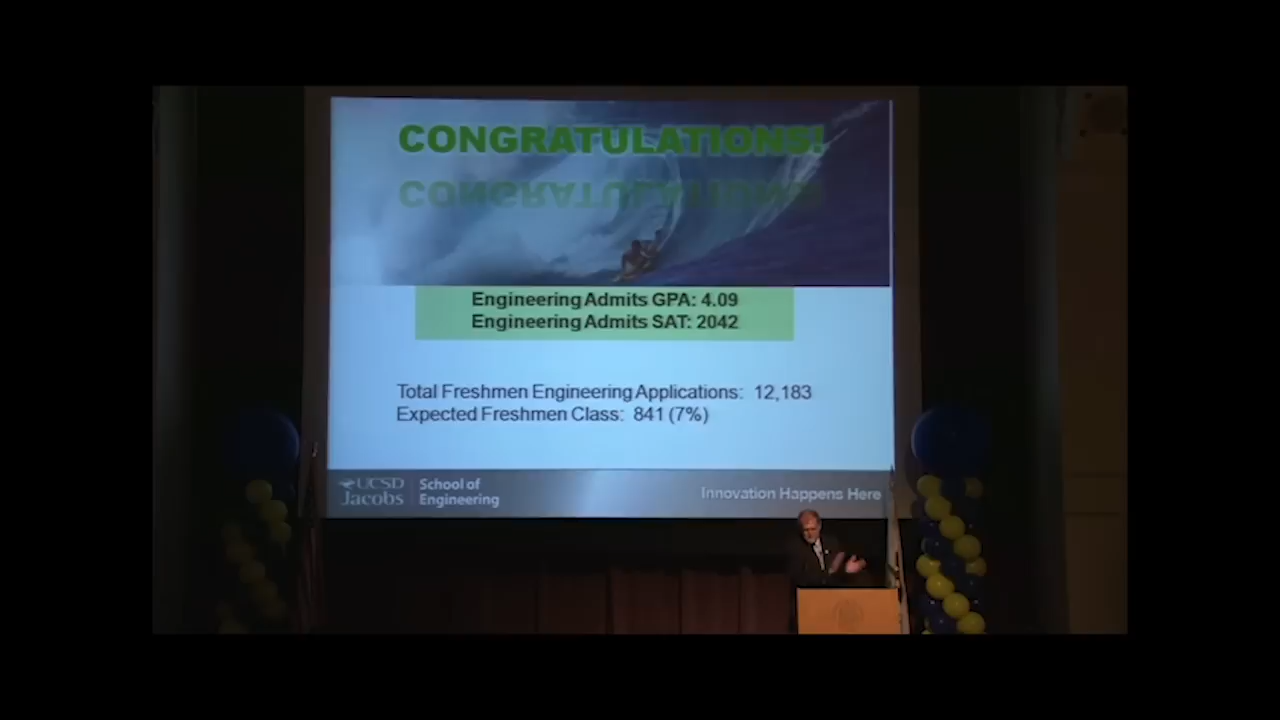 CONGRATULATIONS!
Engineering Admits GPA: 4.09
Engineering Admits SAT: 2042
Total Freshmen Engineering Applications: 12,183
Expected Freshmen Class: 841 (7%)
UCSD
Jacobs
School of
Engineering
Innovation Happens Here